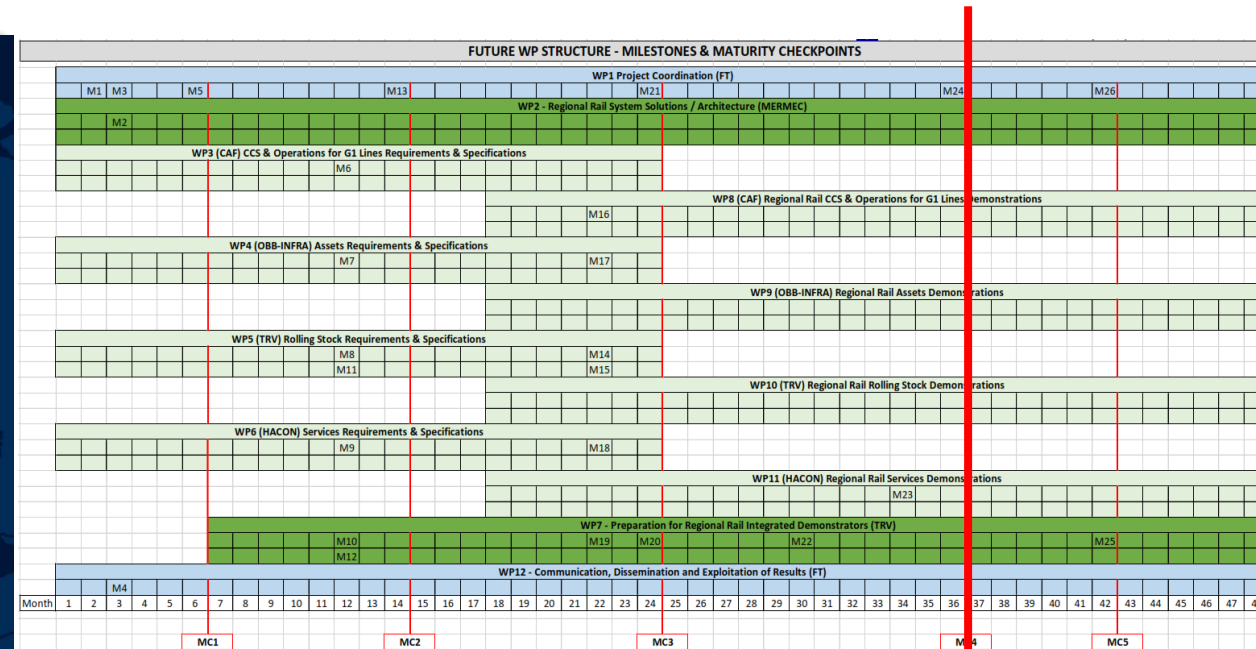 FUTURE WP STRUCTURE - MILESTONES & MATURITY CHECKPOINTS
WP1 Project Coordination (FT)
M1 M3 M5 M13 M21 M24 M26
WP2 - Regional Rail System Solutions / Architecture (MERMEC)
M2
WP3 (CAF) CCS & Operations for G1 Lines Requirements & Specifications
M6
WP8 (CAF) Regional Rail CCS & Operations for G1 Lines
M16
WP4 (OBB-INFRA) Assets Requirements & Specifications
M7 M17
WP9 (OBB-INFRA) Regional Rail Assets
WP5 (TRV) Rolling Stock Requirements & Specifications
M8 M14
M11 M15
WP10 (TRV) Regional Rail Rolling Stock
WP6 (HACON) Services Requirements & Specifications
M9 M18
WP11 (HACON) Regional Rail Services
M23
WP7 - Preparation for Regional Rail Integrated Demonstrators (TRV)
M10 M19 M20 M22 M25
M12
WP12 - Communication, Dissemination and Exploitation of Results (FT)
M4
Month 1 2 3 4 5 6 7 8 9 10 11 12 13 14 15 16 17 18 19 20 21 22 23 24 25 26 27 28 29 30 31 32 33 34 35 36 37 38 39 40 41 42 43 44 45 46 47
MC1 MC2 MC3 MC5